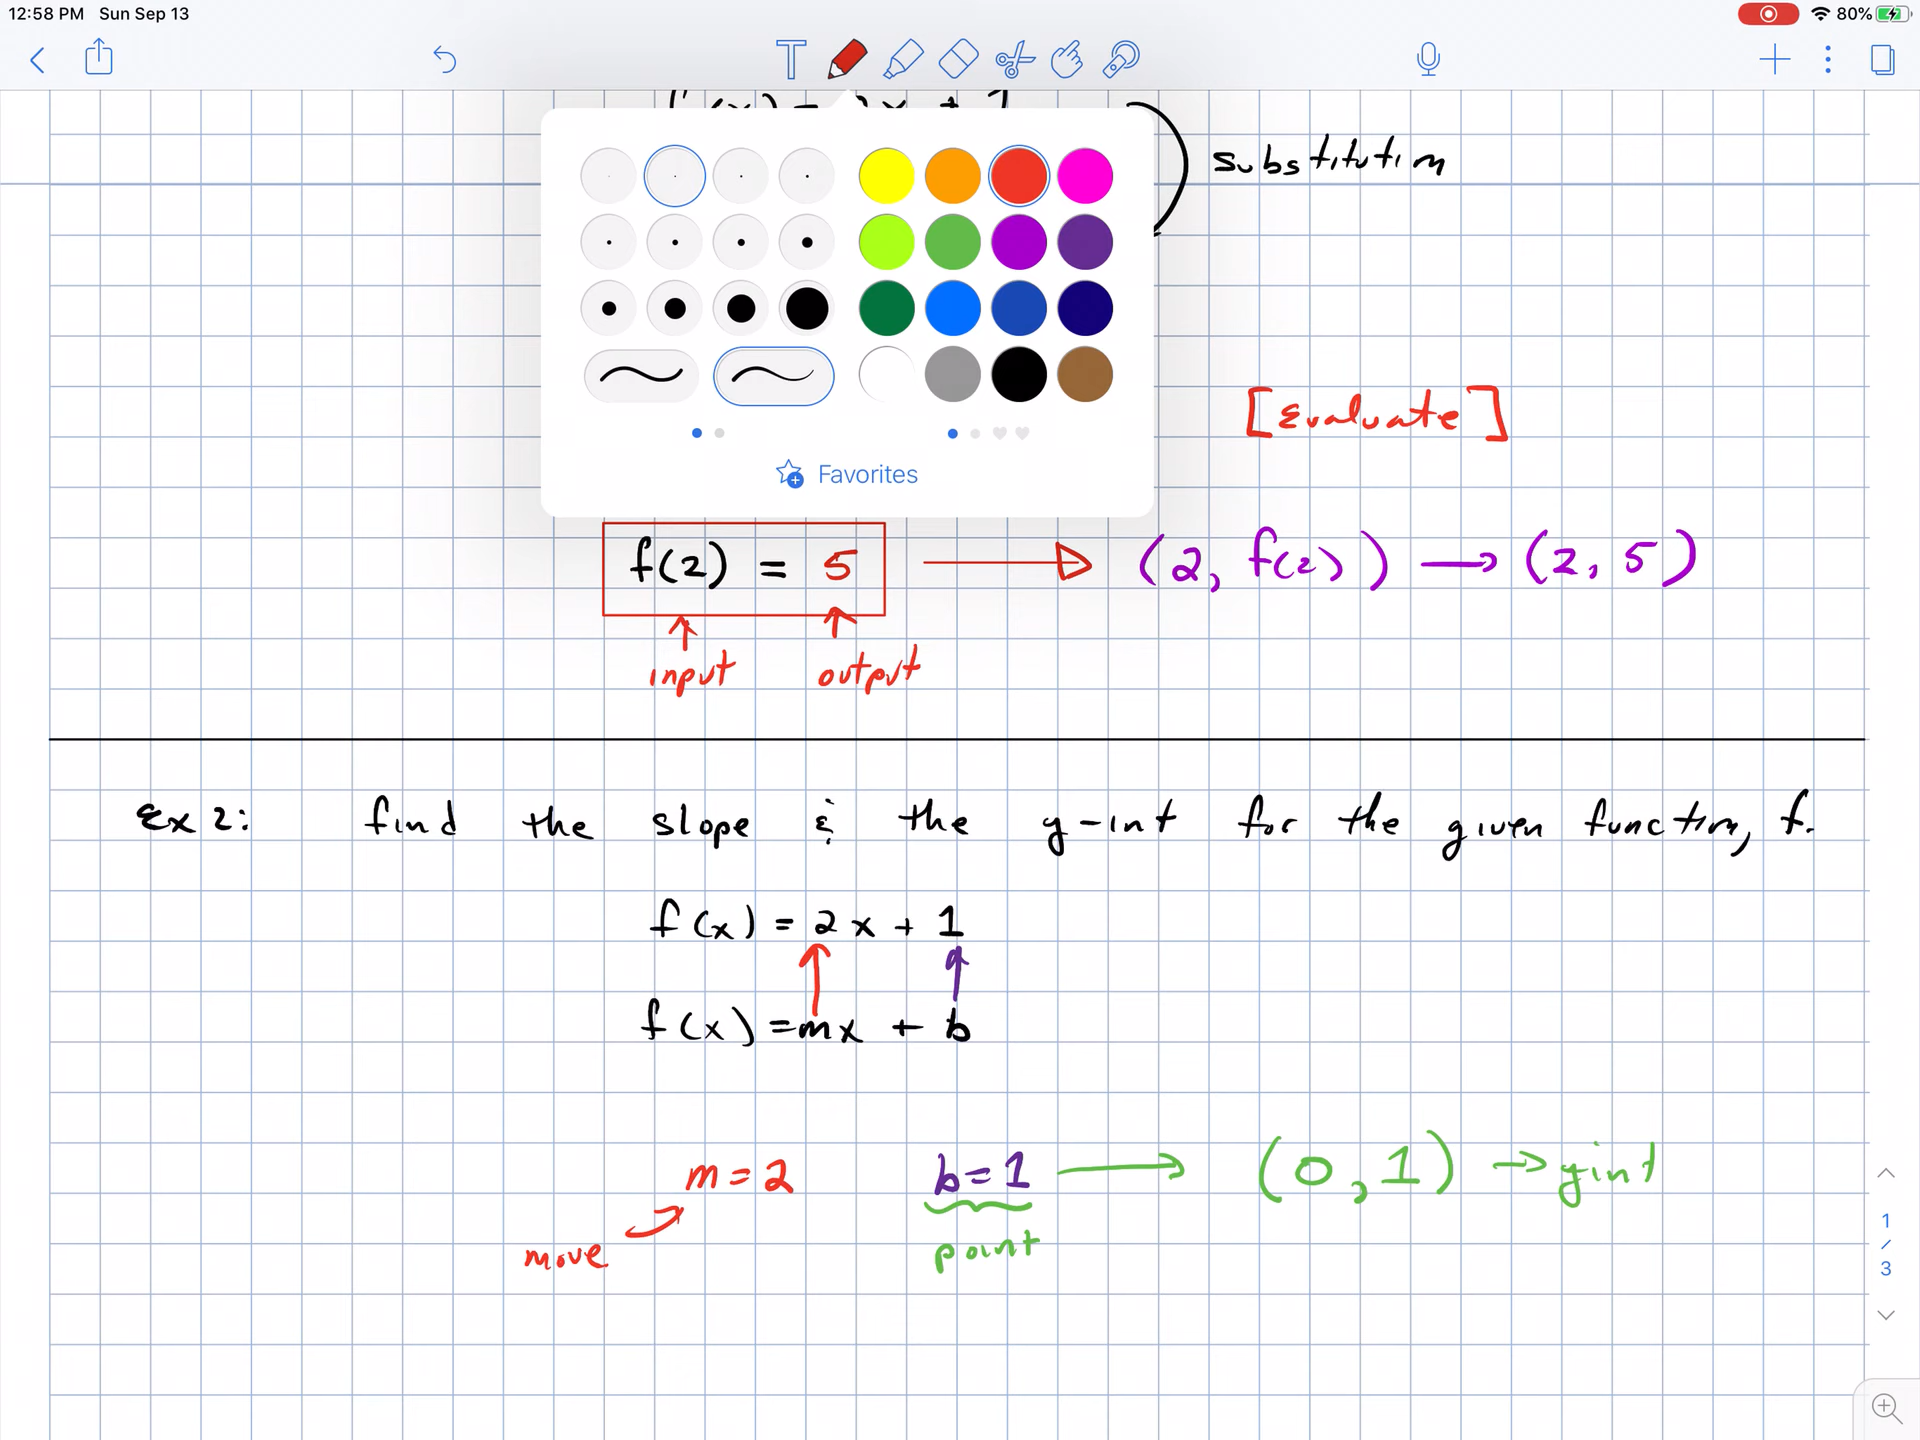 12:58 PM Sun Sep 13 80%
substitution
[Evaluate]
Favorites
f(2) = 5 → (2, f(2)) → (2, 5)
input output
Ex 2: find the slope & the y-int for the given function, f.
f(x) = 2x + 1
f(x) = mx + b
m = 2 b = 1 → (0, 1) → yint
move point
1
/
3